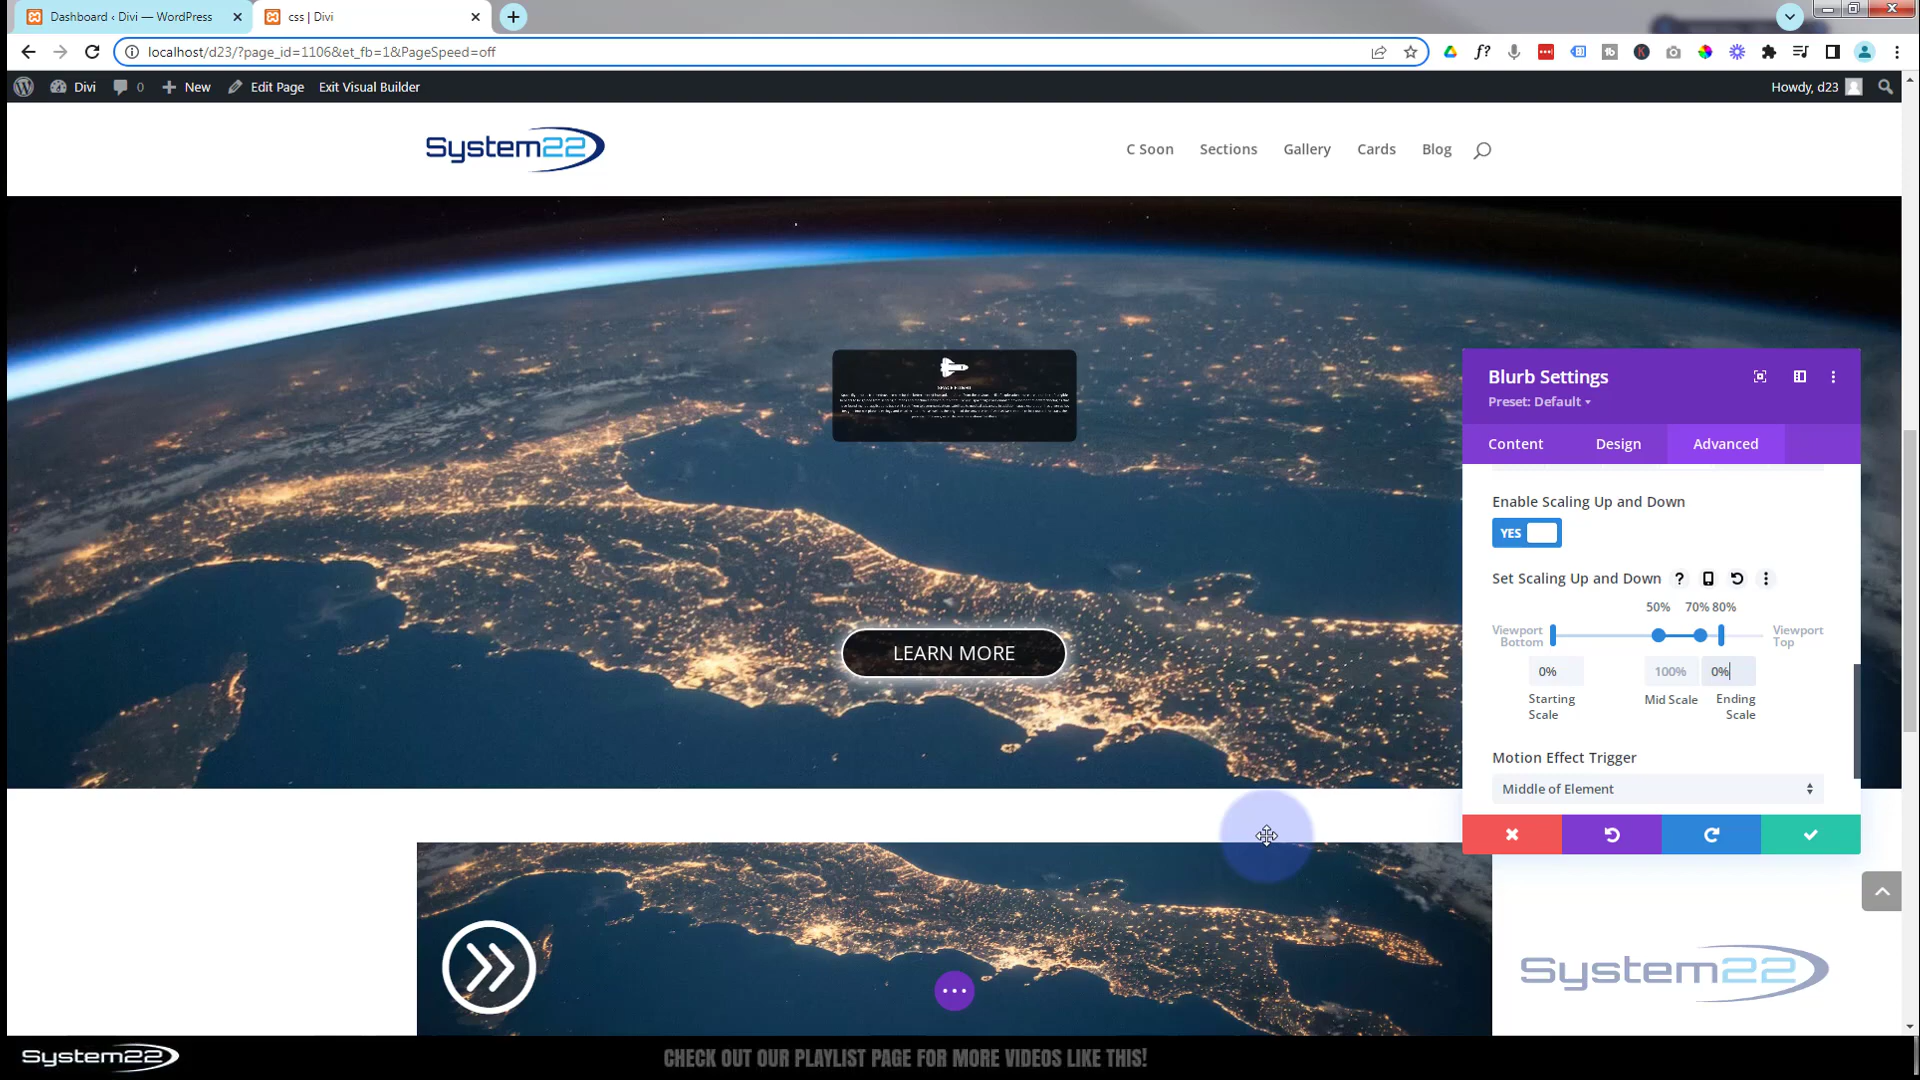 Dashboard ‹ Divi — WordPress
css | Divi
localhost/d23/?page_id=1106&et_fb=1&PageSpeed=off
f?
Divi
0
New
Edit Page
Exit Visual Builder
Howdy, d23
System22
C Soon
Sections
Gallery
Cards
Blog
Blurb Settings
Preset: Default
Content
Design
Advanced
Enable Scaling Up and Down
YES
Set Scaling Up and Down
?
50%
70%
80%
Viewport
Bottom
Viewport
Top
0%
100%
0%
Starting
Scale
Mid Scale
Ending
Scale
Motion Effect Trigger
Middle of Element
LEARN MORE
System22
System22
CHECK OUT OUR PLAYLIST PAGE FOR MORE VIDEOS LIKE THIS!